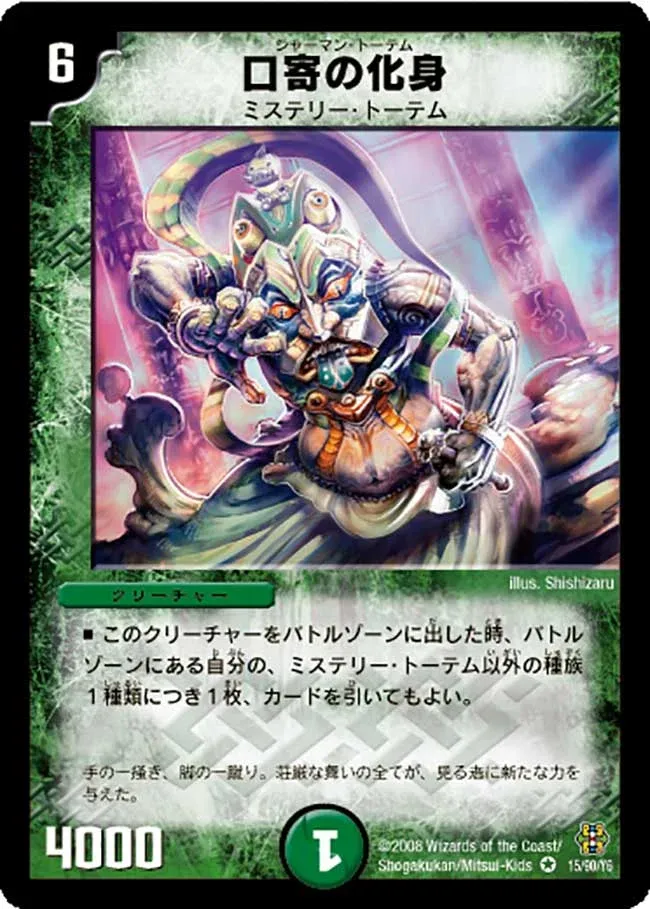 6
シャーマン・トーテム
口寄の化身
ミステリー・トーテム
illus. Shishizaru
クリーチャー
■ このクリーチャーをバトルゾーンに出した時、バトル
ゾーンにある自分の、ミステリー・トーテム以外の種族
1種類につき1枚、カードを引いてもよい。
手の一掻き、脚の一蹴り。荘厳な舞いの全てが、見る者に新たな力を
与えた。
4000
1
©2008 Wizards of the Coast/
Shogakukan/Mitsui-Kids
15/90/Y6